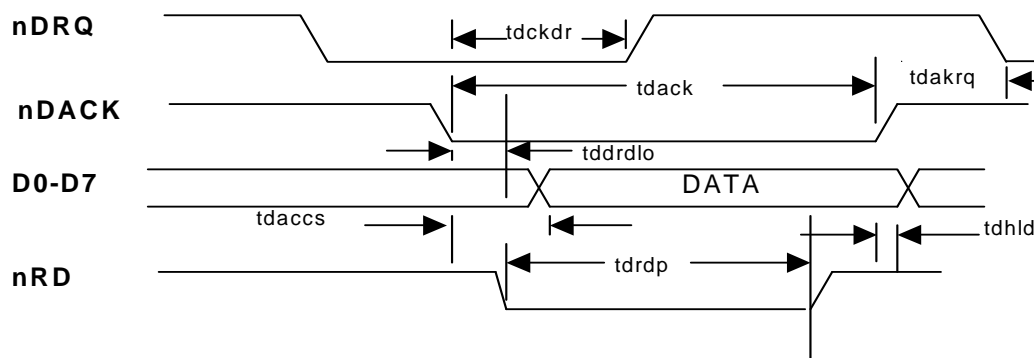 nDRQ
tdckdr
tdack
tdakrq
nDACK
tddrdlo
D0-D7
DATA
tdaccs
tdhld
nRD
tdrdp